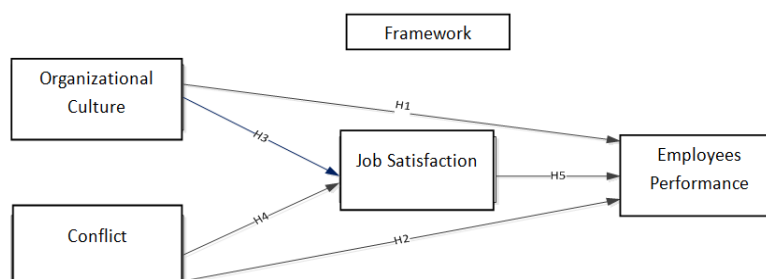 Framework
Organizational
Culture
H1
H3
Job Satisfaction
Employees
Performance
H5
H4
Conflict
H2